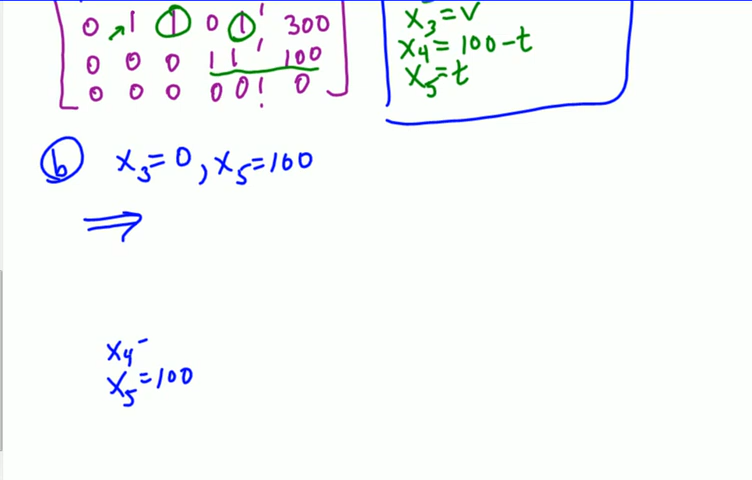 0 1 1 0 1 300
0 0 0 1 1 100
0 0 0 0 0 0
x3 = v
x4 = 100-t
x5 = t
b x3 = 0, x5 = 100
⇒
x4 -
x5 = 100